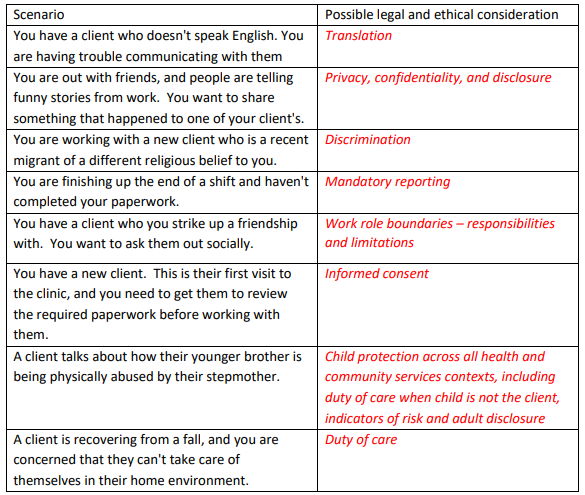 Scenario
Possible legal and ethical consideration
You have a client who doesn't speak English. You
are having trouble communicating with them
Translation
You are out with friends, and people are telling
funny stories from work.  You want to share
something that happened to one of your client's.
Privacy, confidentiality, and disclosure
You are working with a new client who is a recent
migrant of a different religious belief to you.
Discrimination
You are finishing up the end of a shift and haven't
completed your paperwork.
Mandatory reporting
You have a client who you strike up a friendship
with.  You want to ask them out socially.
Work role boundaries – responsibilities
and limitations
You have a new client.  This is their first visit to
the clinic, and you need to get them to review
the required paperwork before working with
them.
Informed consent
A client talks about how their younger brother is
being physically abused by their stepmother.
Child protection across all health and
community services contexts, including
duty of care when child is not the client,
indicators of risk and adult disclosure
A client is recovering from a fall, and you are
concerned that they can't take care of
themselves in their home environment.
Duty of care